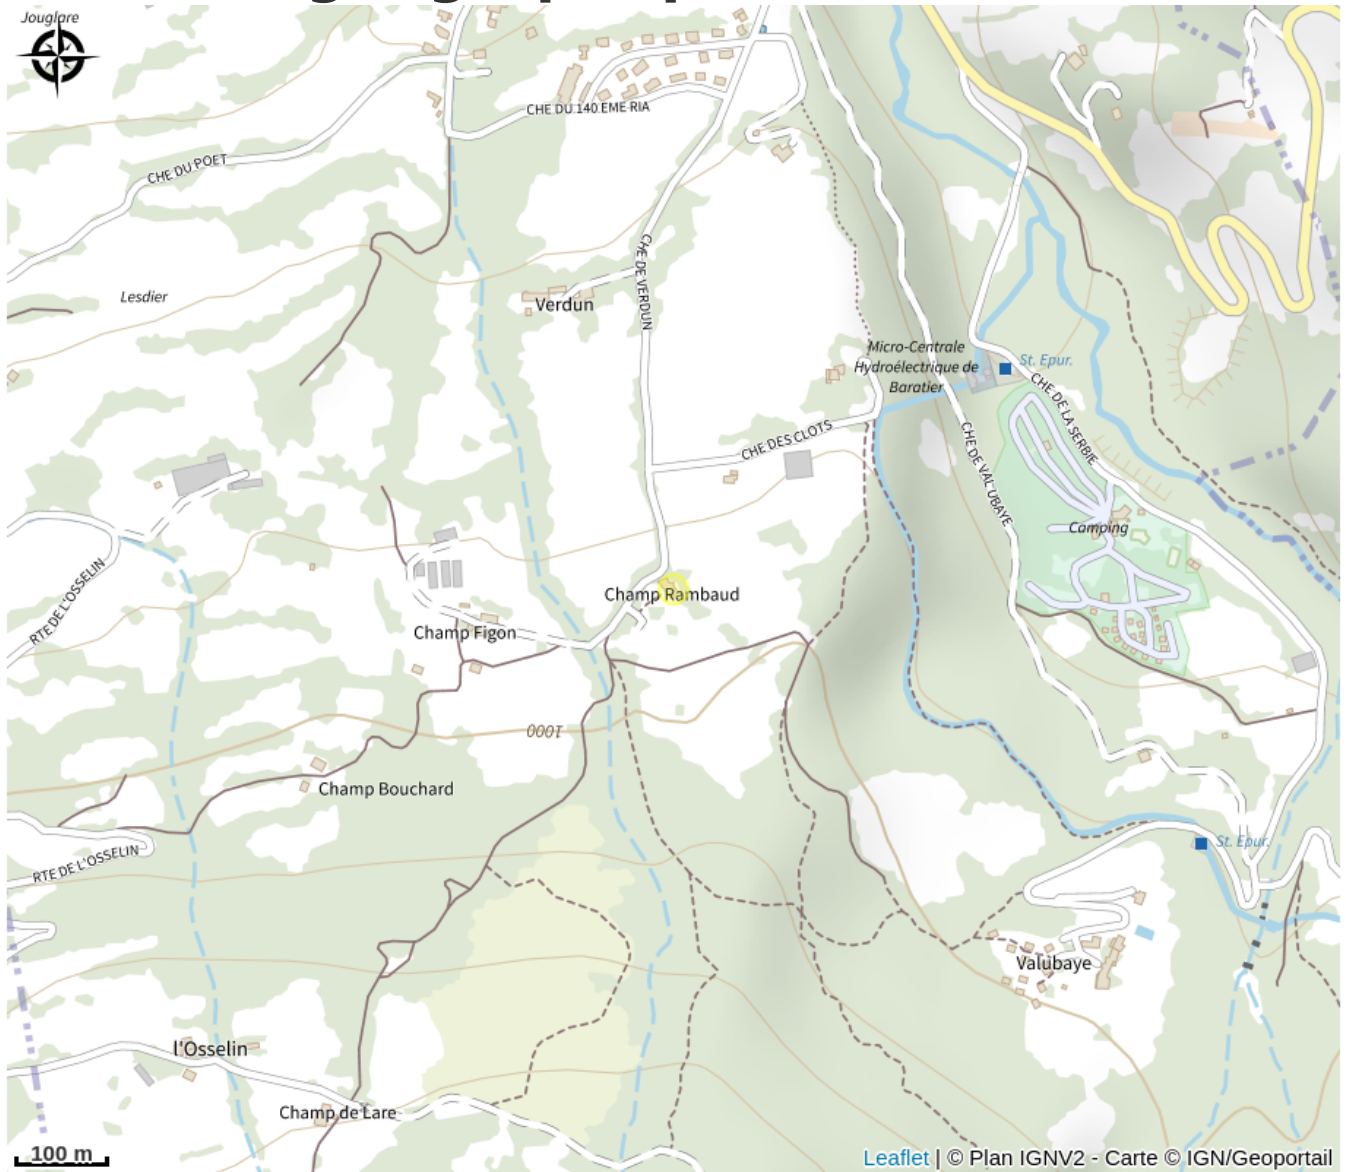 Jouglare
CHE DU 140 EME RIA
CHE DU POET
CHE DE VERDUN
Lesdier
Verdun
Micro-Centrale
Hydroélectrique de
Baratier
St. Epur.
CHE DE LA SERBIE
CHE DES CLOTS
CHE DE VAL UBAYE
Camping
RTE DE L'OSSELIN
Champ Rambaud
Champ Figon
1000
Champ Bouchard
RTE DE L'OSSELIN
St. Epur.
Valubaye
l'Osselin
Champ de Lare
100 m
Leaflet | © Plan IGNV2 - Carte © IGN/Geoportail